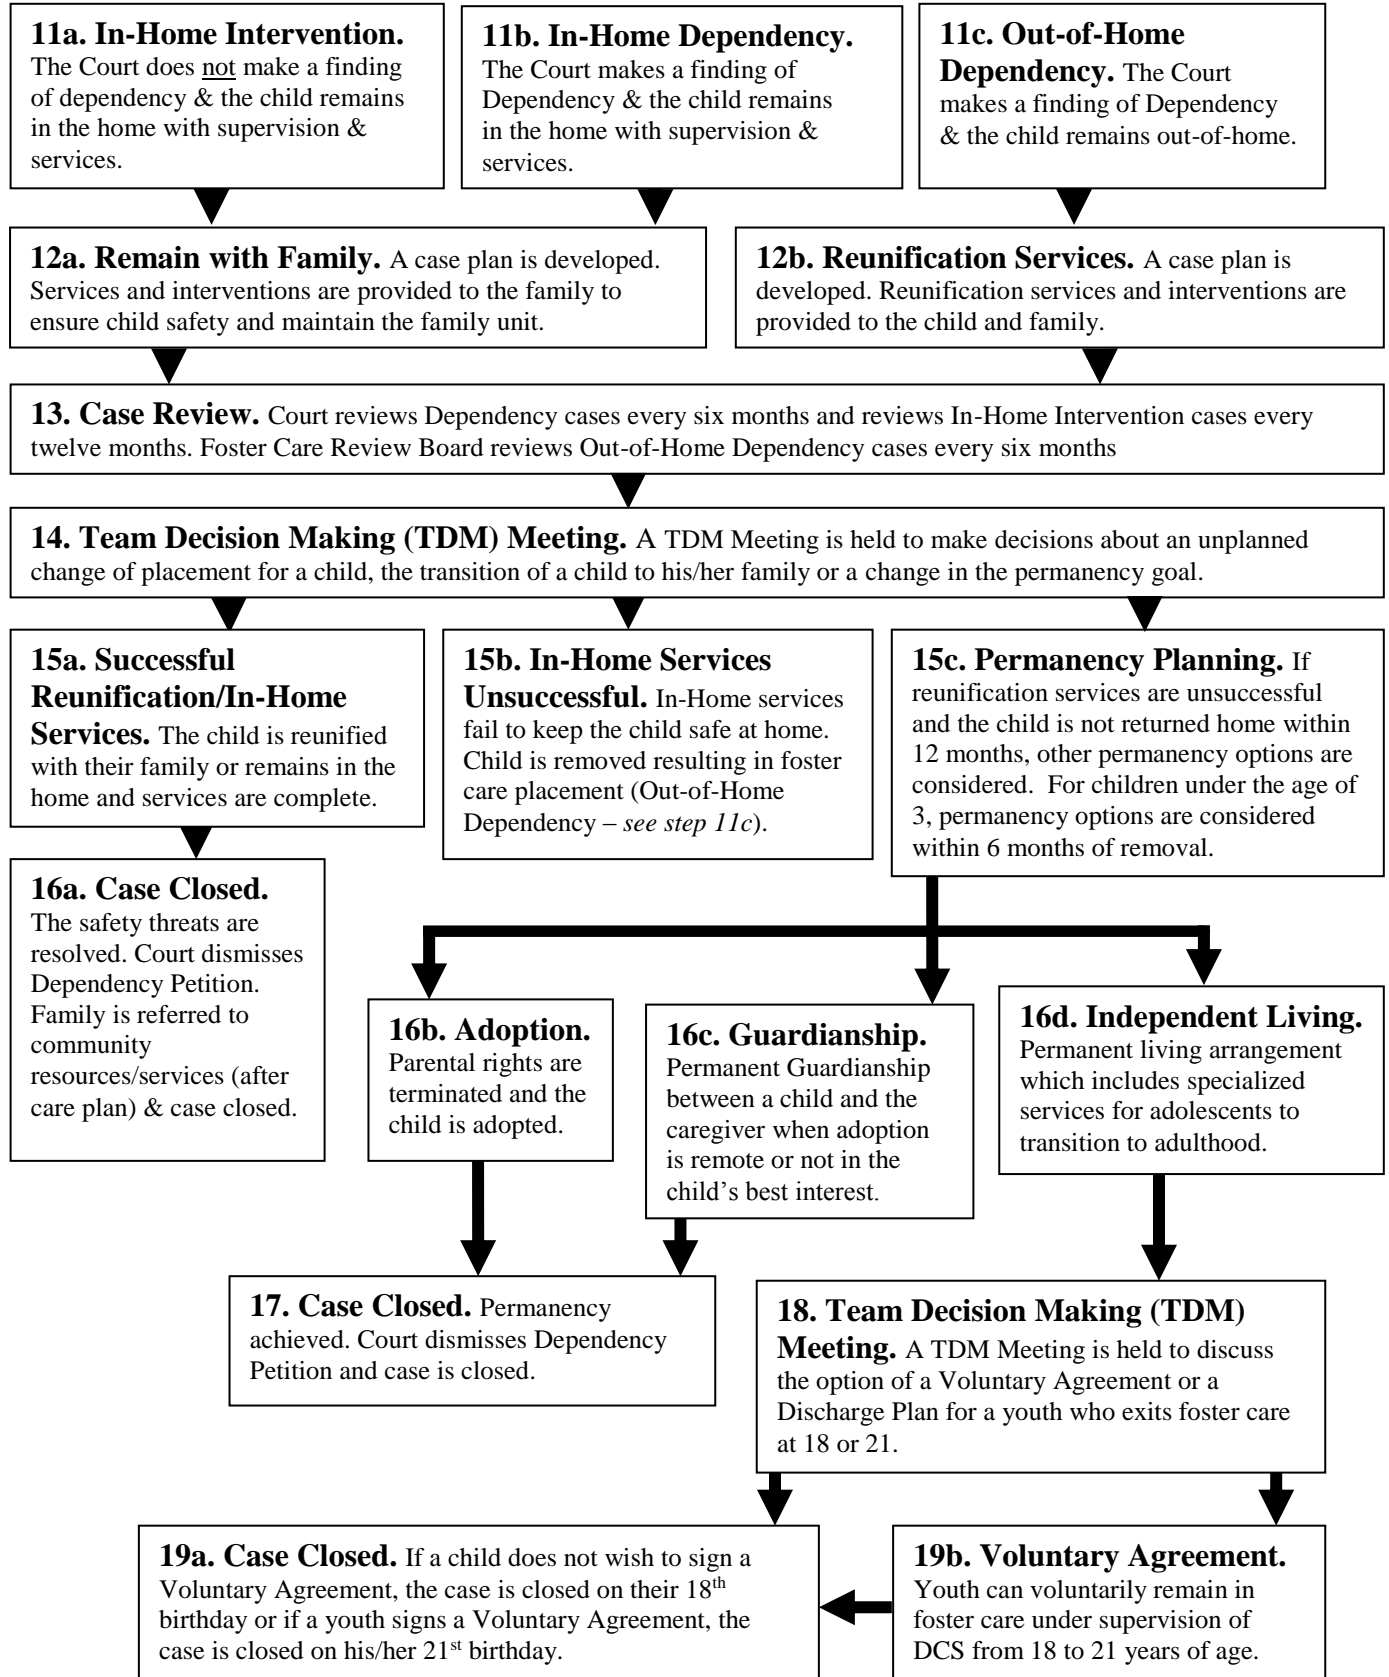 11a. In-Home Intervention.
The Court does not make a finding
of dependency & the child remains
in the home with supervision &
services.
11b. In-Home Dependency.
The Court makes a finding of
Dependency & the child remains
in the home with supervision &
services.
11c. Out-of-Home
Dependency. The Court
makes a finding of Dependency
& the child remains out-of-home.
12a. Remain with Family. A case plan is developed.
Services and interventions are provided to the family to
ensure child safety and maintain the family unit.
12b. Reunification Services. A case plan is
developed. Reunification services and interventions are
provided to the child and family.
13. Case Review. Court reviews Dependency cases every six months and reviews In-Home Intervention cases every
twelve months. Foster Care Review Board reviews Out-of-Home Dependency cases every six months
14. Team Decision Making (TDM) Meeting. A TDM Meeting is held to make decisions about an unplanned
change of placement for a child, the transition of a child to his/her family or a change in the permanency goal.
15a. Successful
Reunification/In-Home
Services. The child is reunified
with their family or remains in the
home and services are complete.
15b. In-Home Services
Unsuccessful. In-Home services
fail to keep the child safe at home.
Child is removed resulting in foster
care placement (Out-of-Home
Dependency – see step 11c).
15c. Permanency Planning. If
reunification services are unsuccessful
and the child is not returned home within
12 months, other permanency options are
considered. For children under the age of
3, permanency options are considered
within 6 months of removal.
16a. Case Closed.
The safety threats are
resolved. Court dismisses
Dependency Petition.
Family is referred to
community
resources/services (after
care plan) & case closed.
16b. Adoption.
Parental rights are
terminated and the
child is adopted.
16c. Guardianship.
Permanent Guardianship
between a child and the
caregiver when adoption
is remote or not in the
child’s best interest.
16d. Independent Living.
Permanent living arrangement
which includes specialized
services for adolescents to
transition to adulthood.
17. Case Closed. Permanency
achieved. Court dismisses Dependency
Petition and case is closed.
18. Team Decision Making (TDM)
Meeting. A TDM Meeting is held to discuss
the option of a Voluntary Agreement or a
Discharge Plan for a youth who exits foster care
at 18 or 21.
19a. Case Closed. If a child does not wish to sign a
Voluntary Agreement, the case is closed on their 18th
birthday or if a youth signs a Voluntary Agreement, the
case is closed on his/her 21st birthday.
19b. Voluntary Agreement.
Youth can voluntarily remain in
foster care under supervision of
DCS from 18 to 21 years of age.